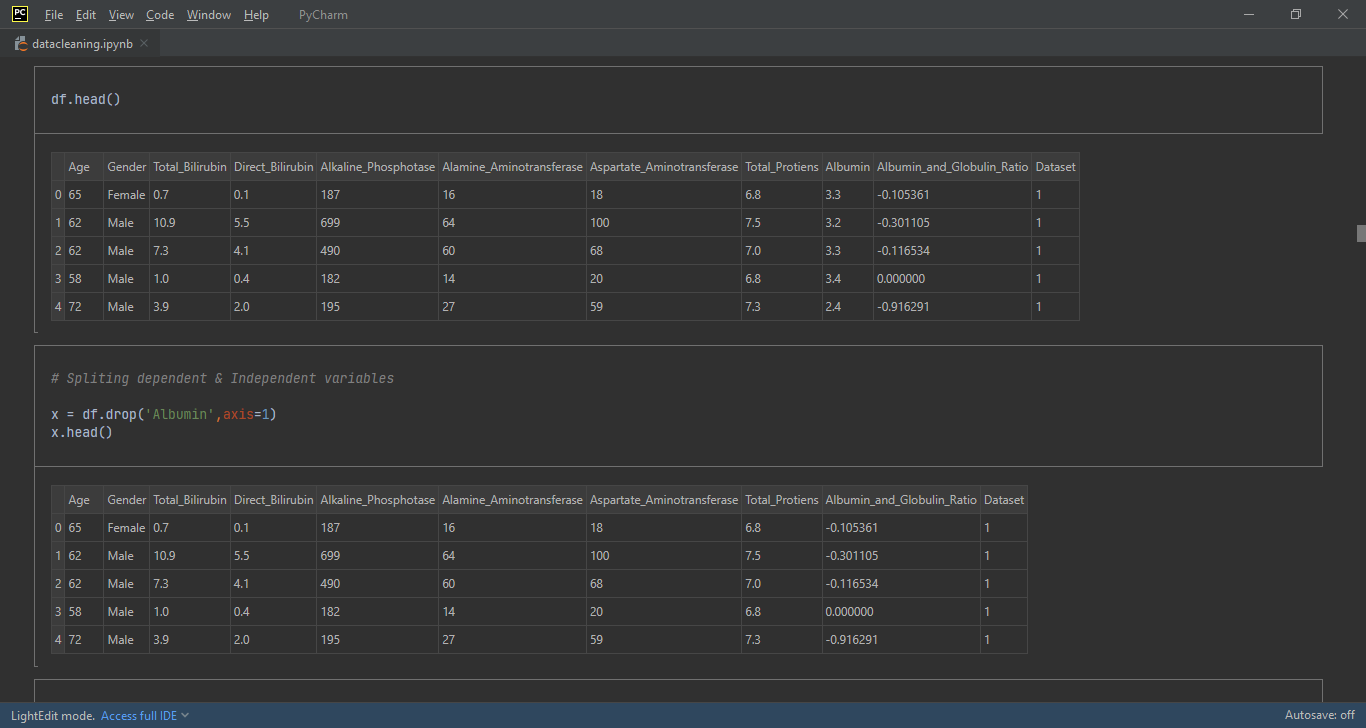 PC File Edit View Code Window Help PyCharm
datacleaning.ipynb
df.head()
Age Gender Total_Bilirubin Direct_Bilirubin Alkaline_Phosphotase Alamine_Aminotransferase Aspartate_Aminotransferase Total_Protiens Albumin Albumin_and_Globulin_Ratio Dataset
0 65 Female 0.7 0.1 187 16 18 6.8 3.3 -0.105361 1
1 62 Male 10.9 5.5 699 64 100 7.5 3.2 -0.301105 1
2 62 Male 7.3 4.1 490 60 68 7.0 3.3 -0.116534 1
3 58 Male 1.0 0.4 182 14 20 6.8 3.4 0.000000 1
4 72 Male 3.9 2.0 195 27 59 7.3 2.4 -0.916291 1
# Spliting dependent & Independent variables
x = df.drop('Albumin',axis=1)
x.head()
Age Gender Total_Bilirubin Direct_Bilirubin Alkaline_Phosphotase Alamine_Aminotransferase Aspartate_Aminotransferase Total_Protiens Albumin_and_Globulin_Ratio Dataset
0 65 Female 0.7 0.1 187 16 18 6.8 -0.105361 1
1 62 Male 10.9 5.5 699 64 100 7.5 -0.301105 1
2 62 Male 7.3 4.1 490 60 68 7.0 -0.116534 1
3 58 Male 1.0 0.4 182 14 20 6.8 0.000000 1
4 72 Male 3.9 2.0 195 27 59 7.3 -0.916291 1
LightEdit mode. Access full IDE Autosave: off